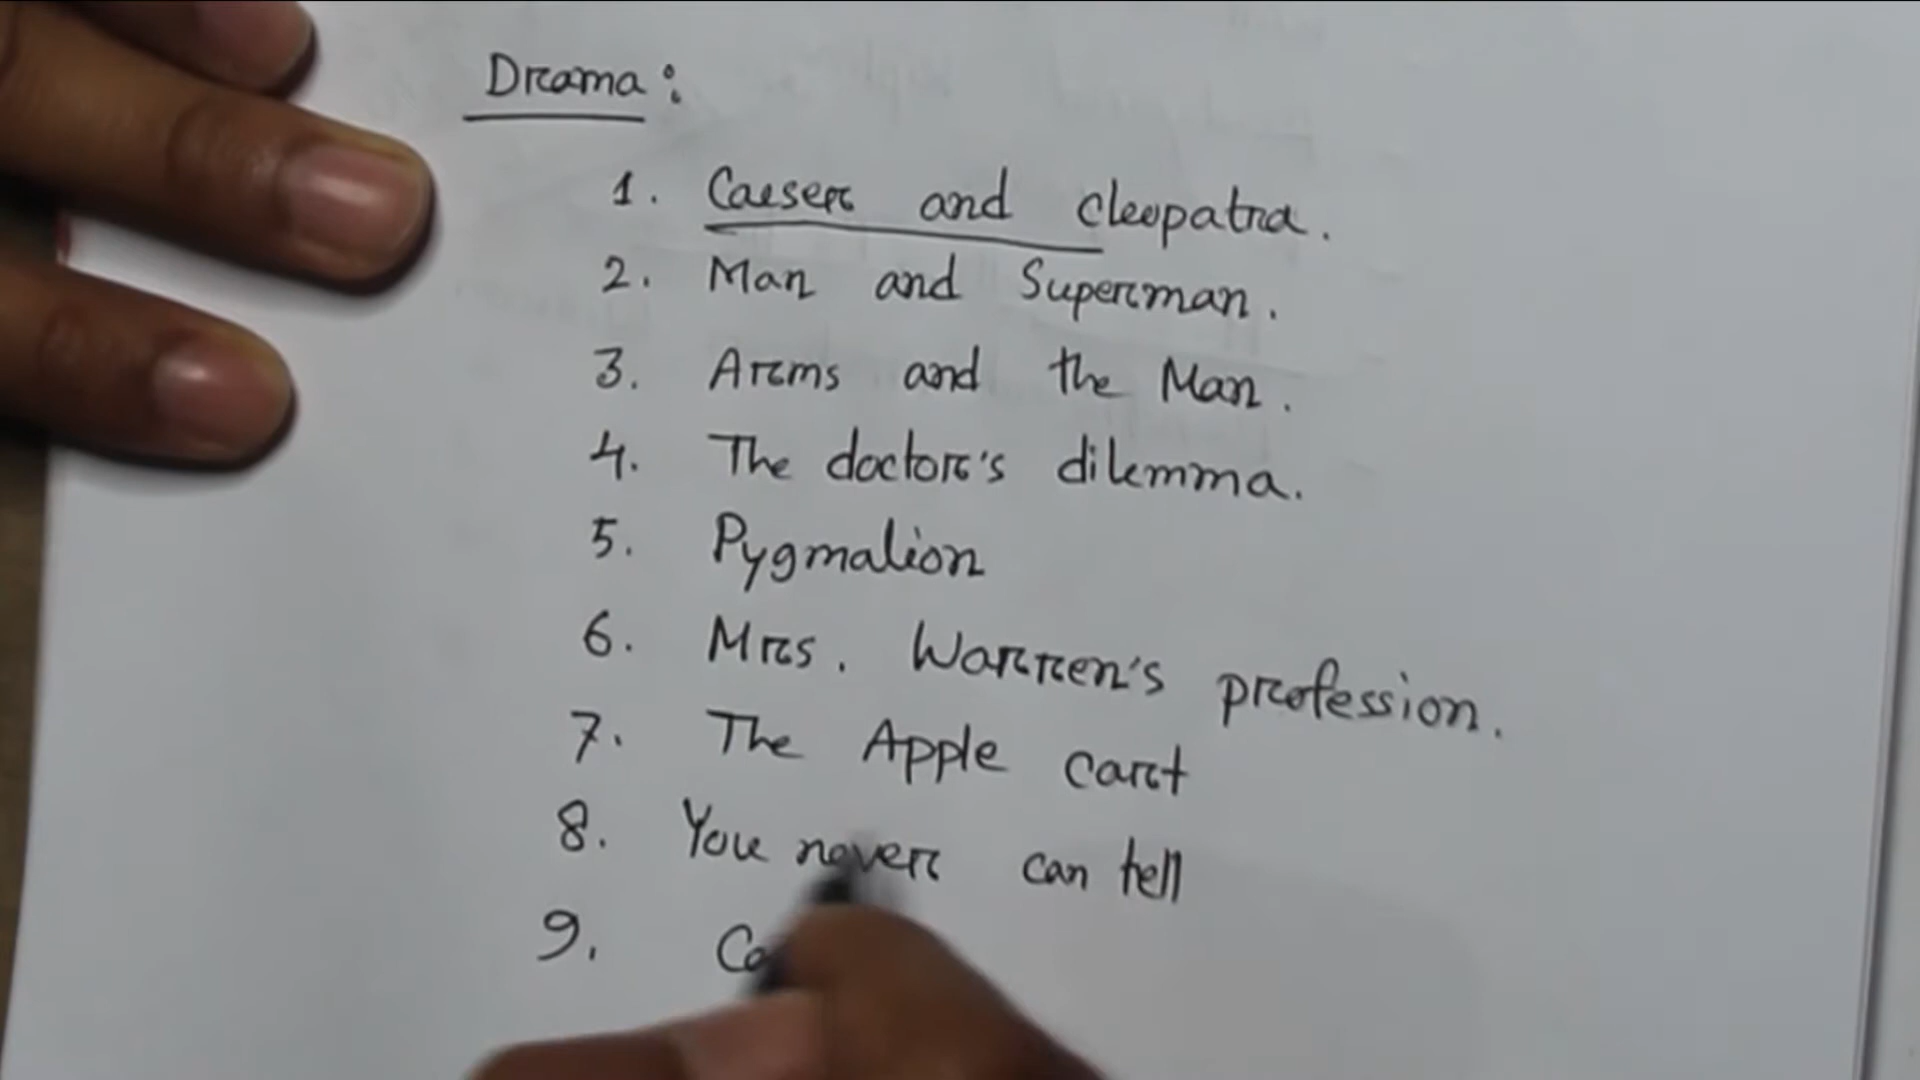 Drama:
1. Caeser and cleopatra.
2. Man and Superman.
3. Arms and the Man.
4. The doctor's dilemma.
5. Pygmalion
6. Mrs. Warren's profession.
7. The Apple cart
8. You never can tell
9.